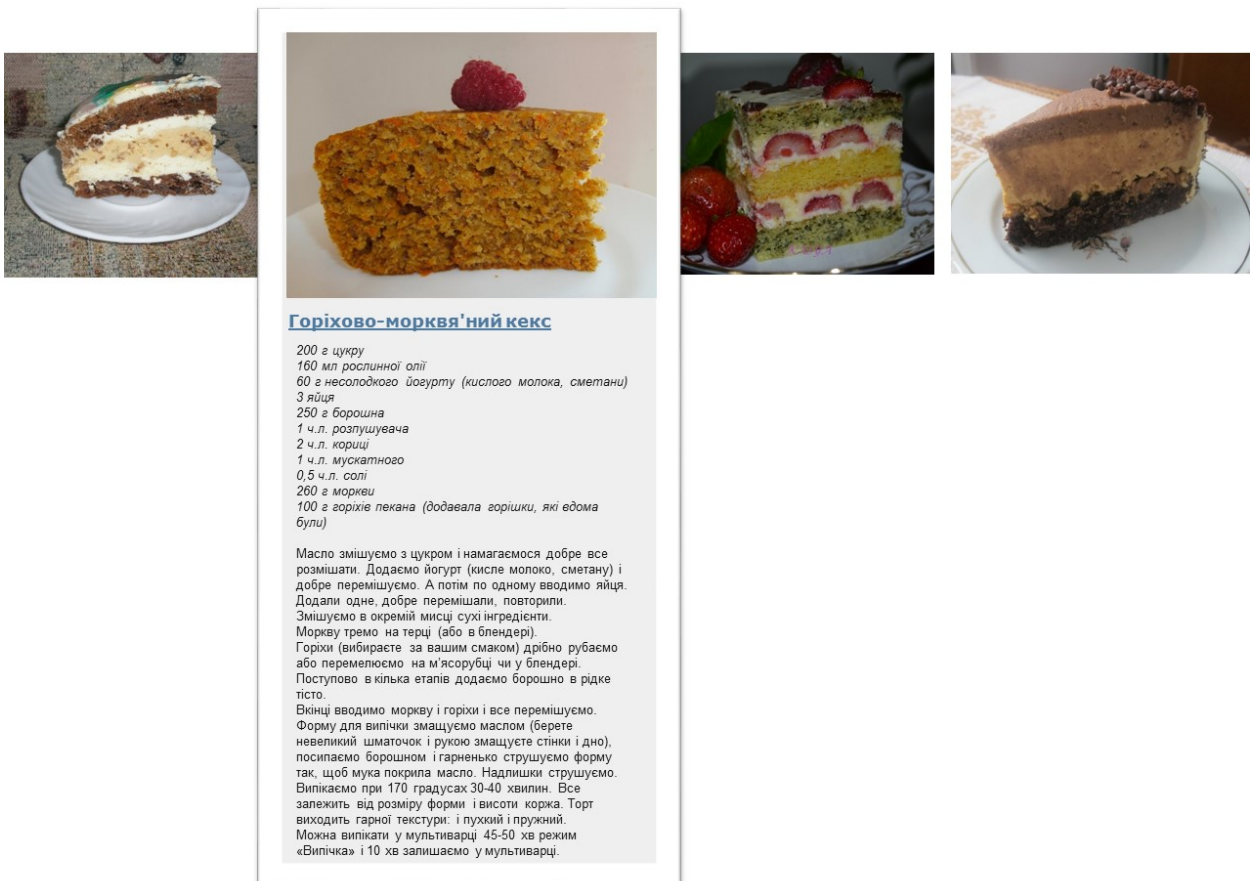 Горіхово-морквя'ний кекс
200 г цукру
160 мл рослинної олії
60 г несолодкого йогурту (кислого молока, сметани)
3 яйця
250 г борошна
1 ч.л. розпушувача
2 ч.л. кориці
1 ч.л. мускатного
0,5 ч.л. солі
260 г моркви
100 г горіхів пекана (додавала горішки, які вдома
були)
Масло змішуємо з цукром і намагаємося добре все
розмішати. Додаємо йогурт (кисле молоко, сметану) і
добре перемішуємо. А потім по одному вводимо яйця.
Додали одне, добре перемішали, повторили.
Змішуємо в окремій мисці сухі інгредієнти.
Моркву тремо на терці (або в блендері).
Горіхи (вибираєте за вашим смаком) дрібно рубаємо
або перемелюємо на м'ясорубці чи у блендері.
Поступово в кілька етапів додаємо борошно в рідке
тісто.
Вкінці вводимо моркву і горіхи і все перемішуємо.
Форму для випічки змащуємо маслом (берете
невеликий шматочок і рукою змащуєте стінки і дно),
посипаємо борошном і гарненько струшуємо форму
так, щоб мука покрила масло. Надлишки струшуємо.
Випікаємо при 170 градусах 30-40 хвилин. Все
залежить від розміру форми і висоти коржа. Торт
виходить гарної текстури: і пухкий і пружний.
Можна випікати у мультиварці 45-50 хв режим
«Випічка» і 10 хв залишаємо у мультиварці.